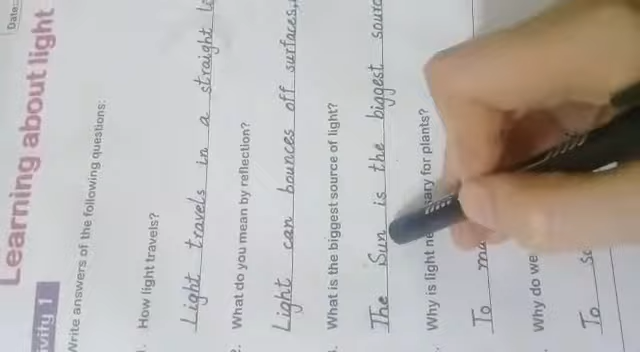 Date:
Learning about light
ivity 1
Write answers of the following questions:
1. How light travels?
Light travels in a straight
2. What do you mean by reflection?
Light can bounces off surfaces,
What is the biggest source of light?
The Sun is the biggest
Why is light for plants?
To
Why do we
To